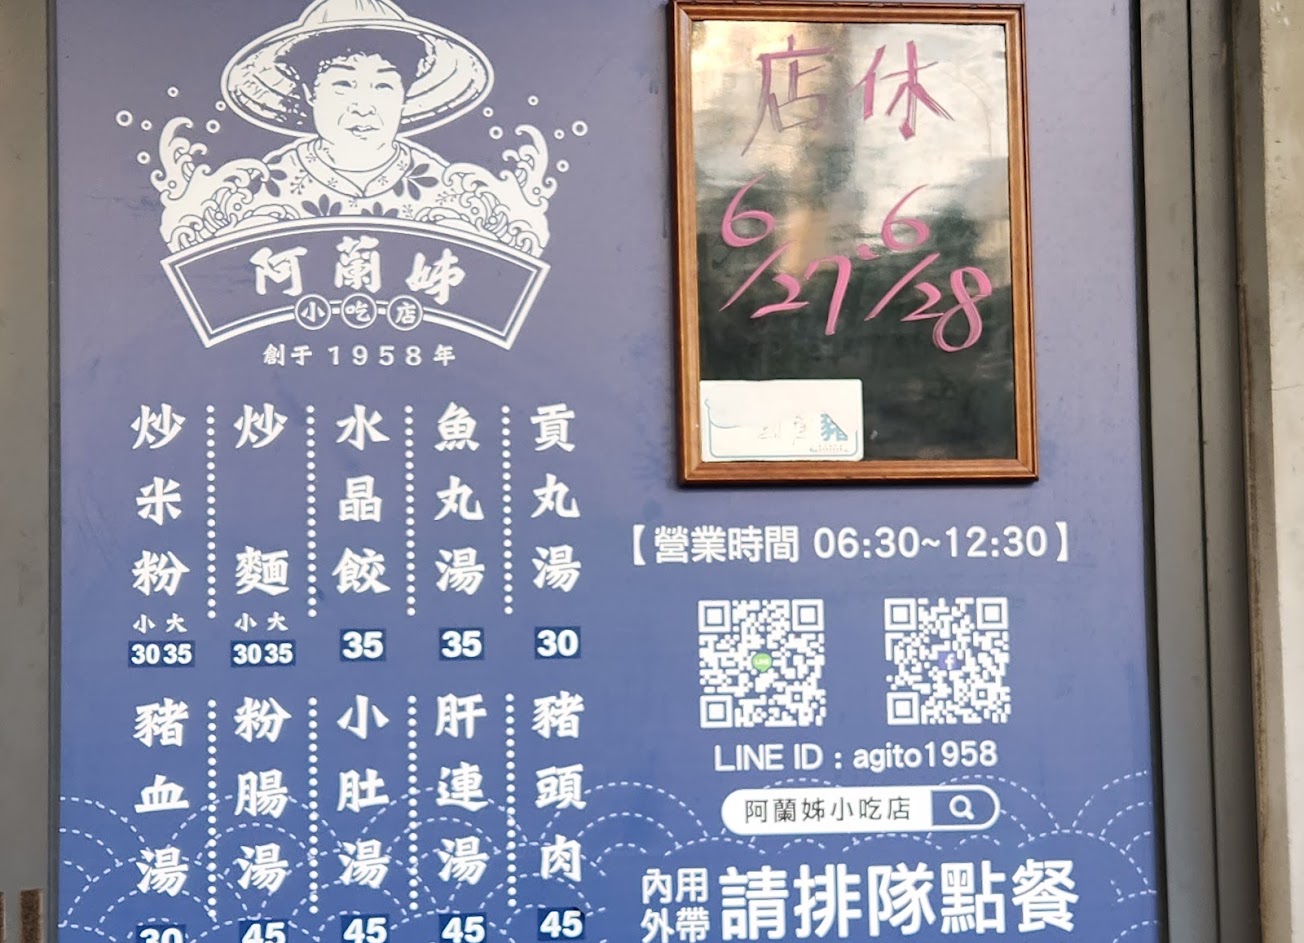 阿蘭姊
小吃店
創于1958年
店休
6/27.6/28
【營業時間 06:30~12:30】
LINE
f
LINE ID : agito1958
阿蘭姊小吃店
內用
外帶
請排隊點餐
炒米粉
小 大
30 35
炒麵
小 大
30 35
水晶餃
35
魚丸湯
35
貢丸湯
30
豬血湯
30
粉腸湯
45
小肚湯
45
肝連湯
45
豬頭肉
45